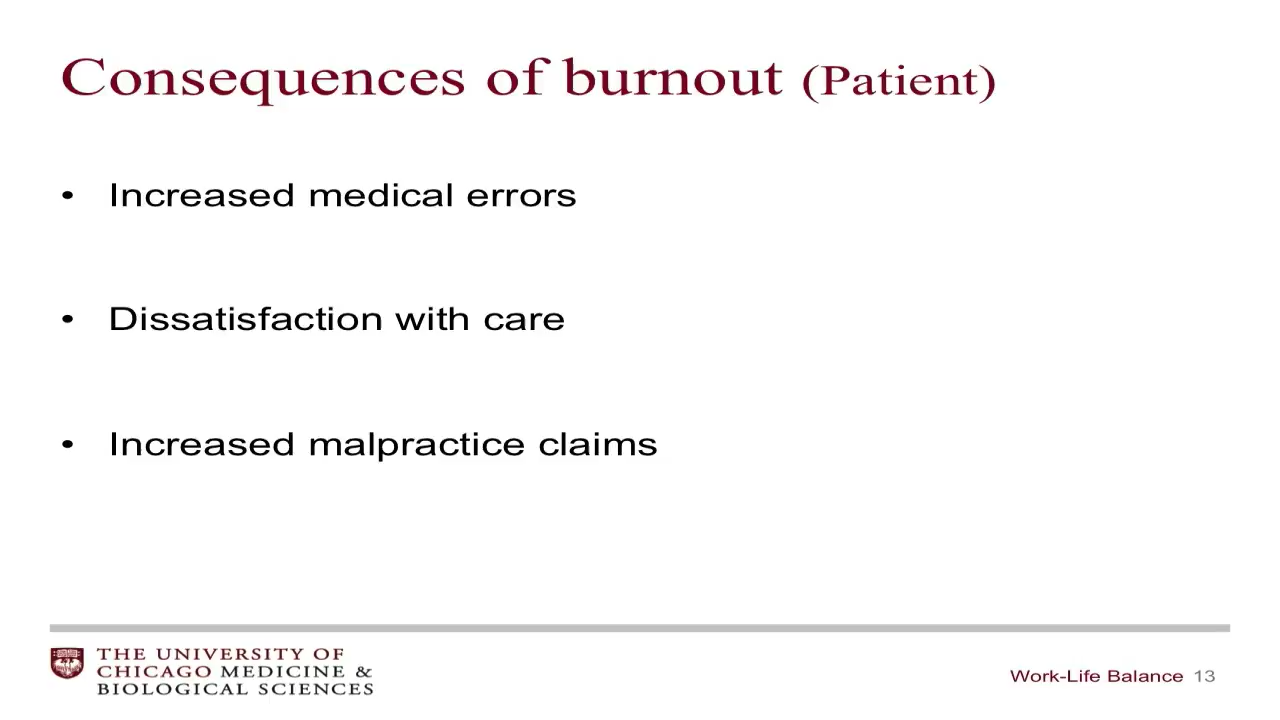 Consequences of burnout (Patient)
• Increased medical errors
• Dissatisfaction with care
• Increased malpractice claims
THE UNIVERSITY OF
CHICAGO MEDICINE &
BIOLOGICAL SCIENCES
Work-Life Balance 13